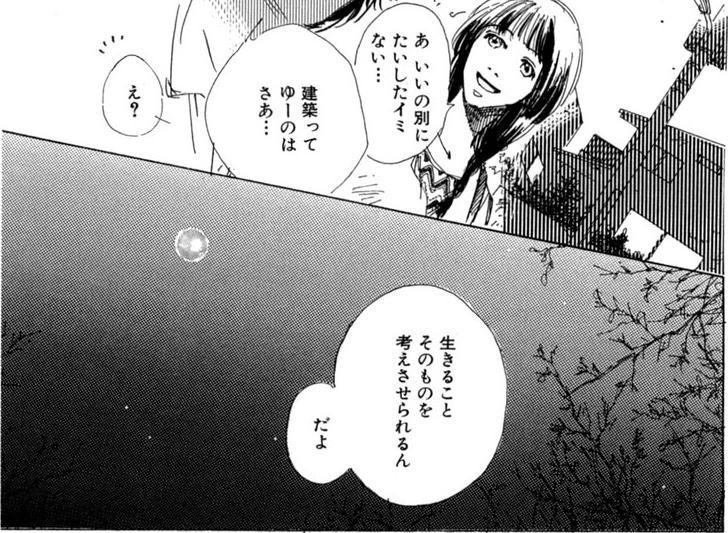 あ いいの別に
たいしたイミ
ない…
建築って
ゆーのは
さあ…
え?
生きること
そのものを
考えさせられるん
だよ